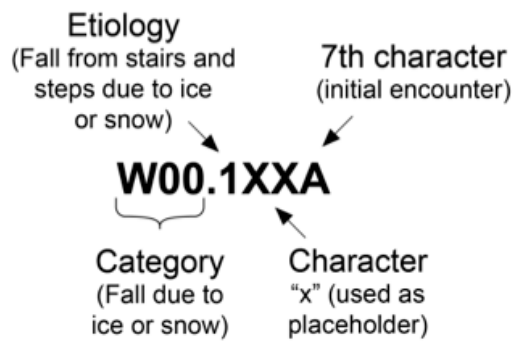 Etiology
(Fall from stairs and
steps due to ice
or snow)
7th character
(initial encounter)
W00.1XXA
Category
(Fall due to
ice or snow)
Character
“x” (used as
placeholder)